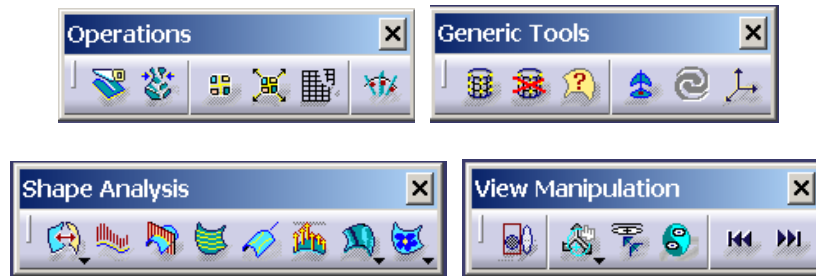 Operations
Generic Tools
Shape Analysis
View Manipulation